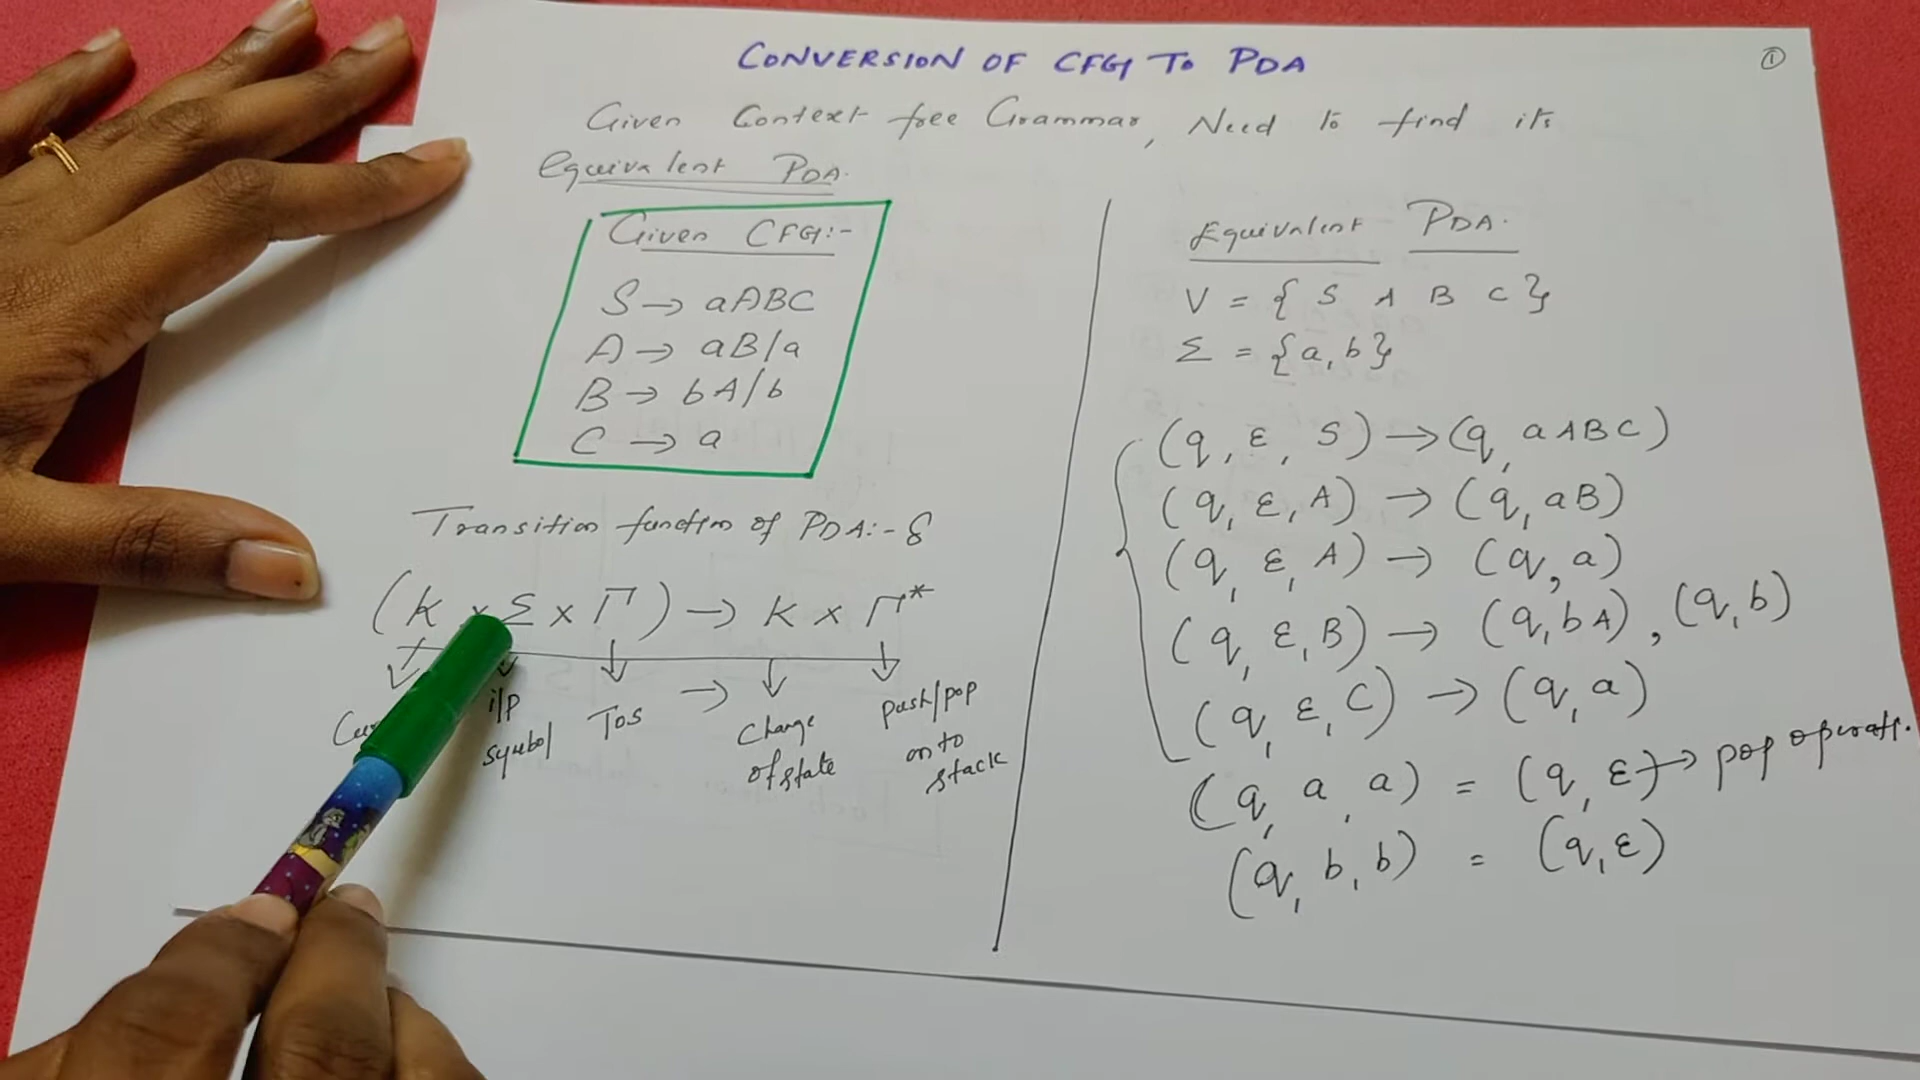 ①
CONVERSION OF CFG TO PDA
Given Context free Grammar, Need to find its
equivalent PDA.
Given CFG:-
S → aABC
A → aB/a
B → bA/b
C → a
Transition function of PDA:- δ
(K × Σ × Γ) → K × Γ*
i/p
symbol
TOS
→
Change
of state
push/pop
onto
stack
Equivalent PDA.
V = { S A B C }
Σ = {a, b}
(q, ε, S) → (q, aABC)
(q, ε, A) → (q, aB)
(q, ε, A) → (q, a)
(q, ε, B) → (q, bA), (q, b)
(q, ε, C) → (q, a)
(q, a, a) = (q, ε) → pop operatn.
(q, b, b) = (q, ε)